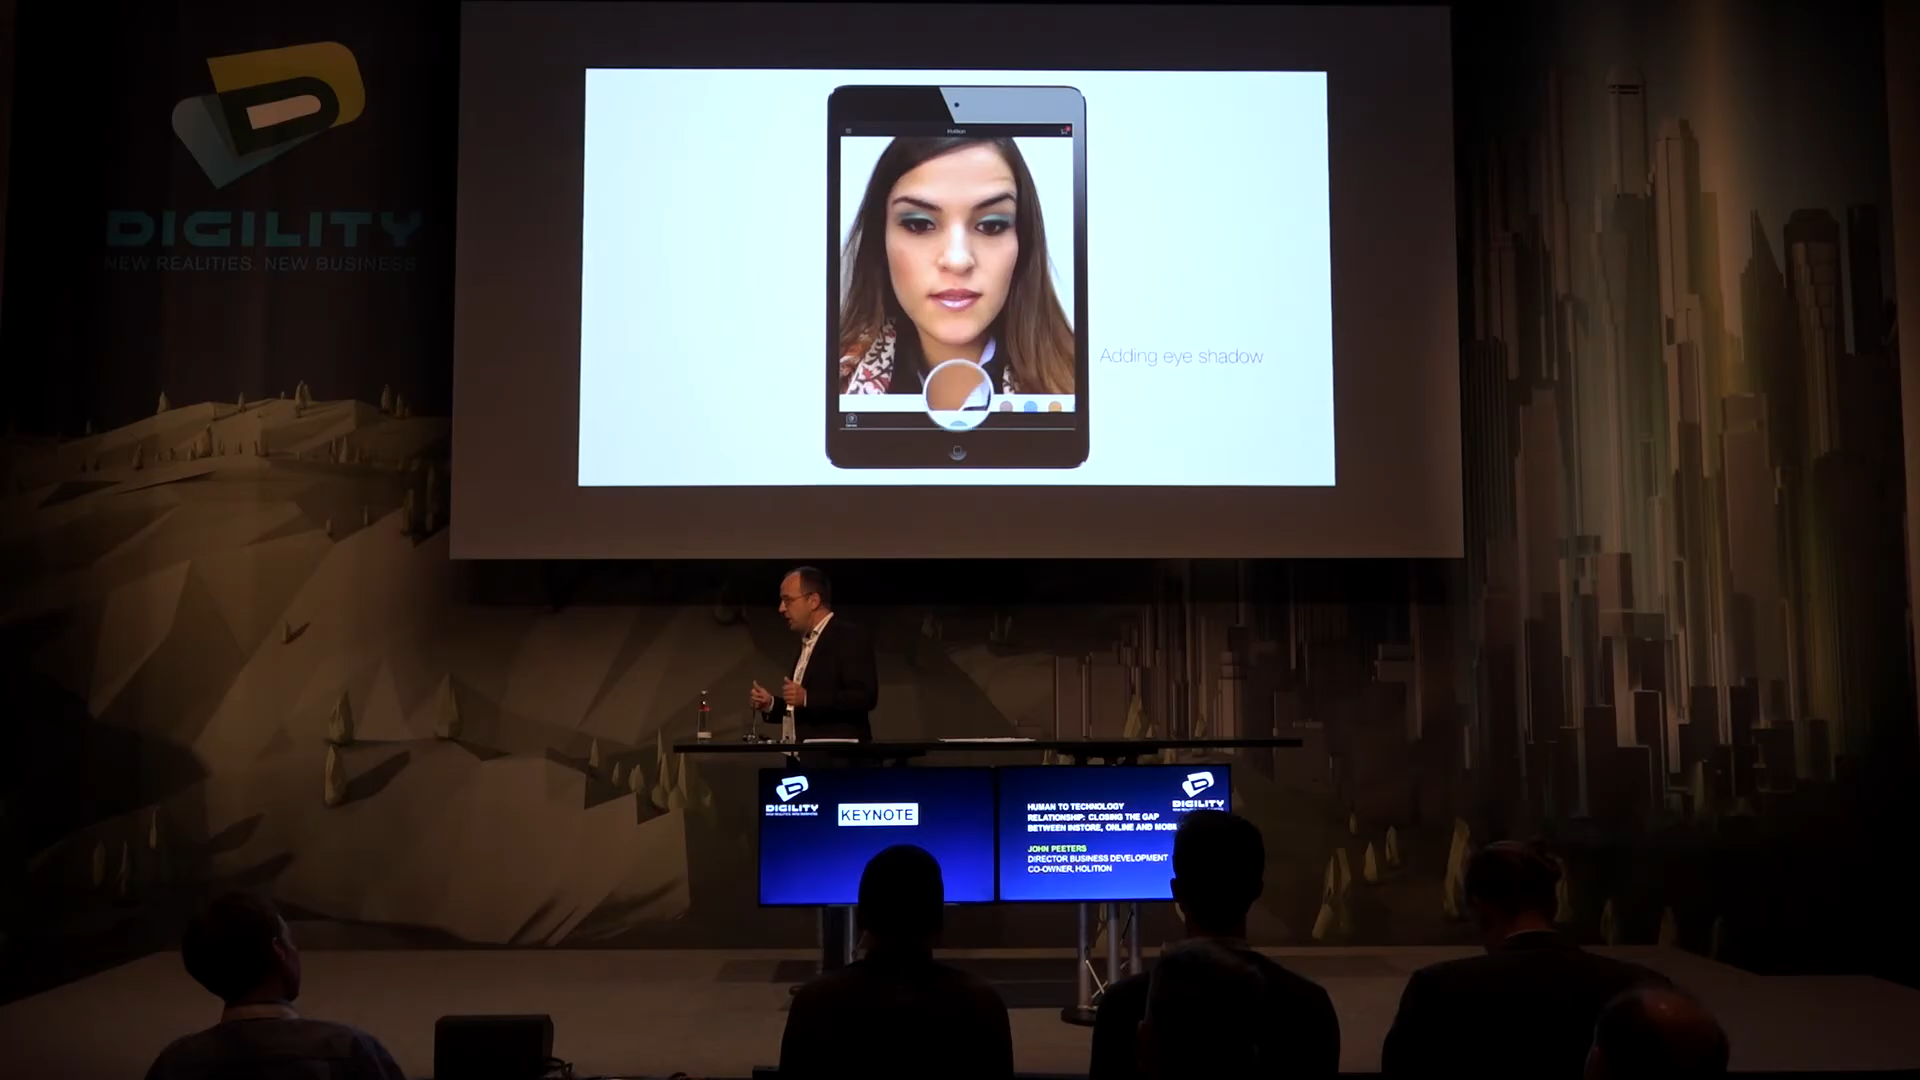 DIGILITY
NEW REALITIES. NEW BUSINESS
Holition
Adding eye shadow
DIGILITY
KEYNOTE
DIGILITY
HUMAN TO TECHNOLOGY
RELATIONSHIP: CLOSING THE GAP
BETWEEN INSTORE, ONLINE AND
JOHN PEETERS
DIRECTOR BUSINESS DEVELOPMENT
CO-OWNER, HOLITION